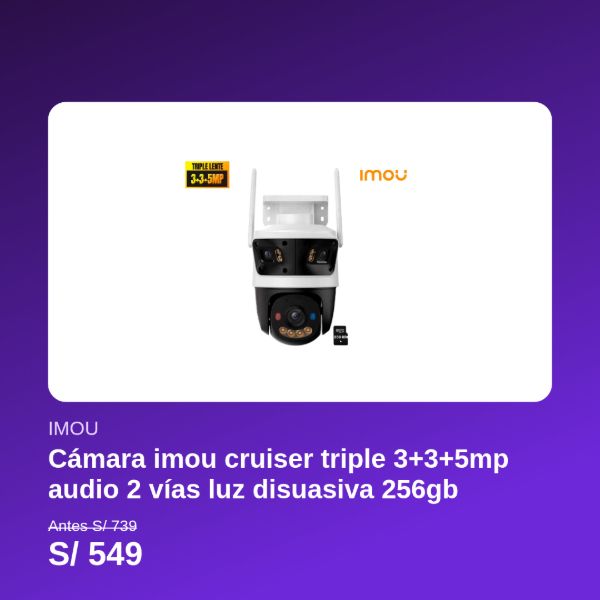 TRIPLE LENTE
3+3+5MP
imou
IMOU
Cámara imou cruiser triple 3+3+5mp
audio 2 vías luz disuasiva 256gb
Antes S/ 739
S/ 549